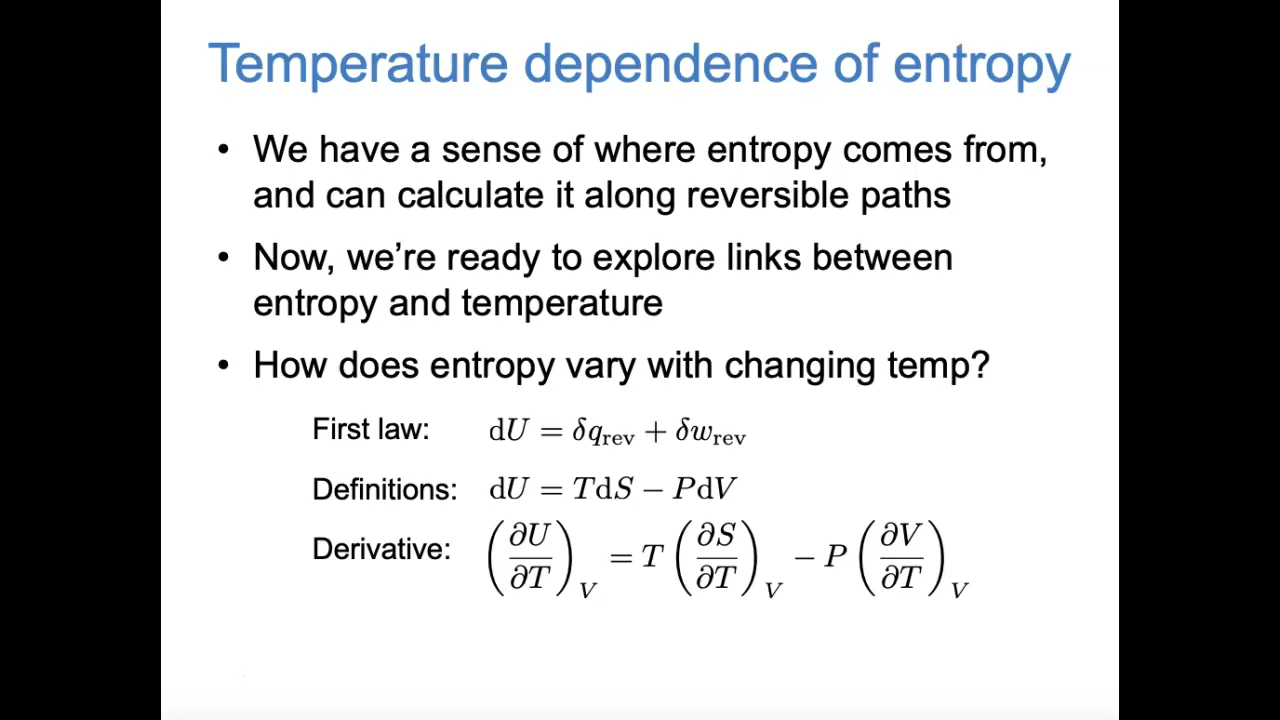 Temperature dependence of entropy
• We have a sense of where entropy comes from,
and can calculate it along reversible paths
• Now, we’re ready to explore links between
entropy and temperature
• How does entropy vary with changing temp?
First law: dU = δq_rev + δw_rev
Definitions: dU = TdS − PdV
Derivative: (∂U/∂T)_V = T (∂S/∂T)_V − P (∂V/∂T)_V